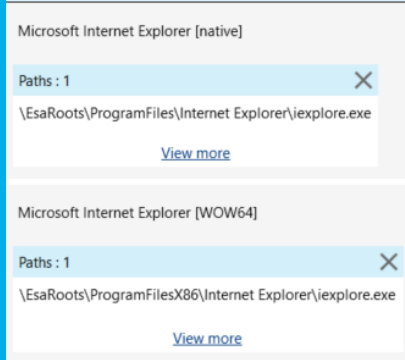 Microsoft Internet Explorer [native]
Paths : 1
\EsaRoots\ProgramFiles\Internet Explorer\iexplore.exe
View more
Microsoft Internet Explorer [WOW64]
Paths : 1
\EsaRoots\ProgramFilesX86\Internet Explorer\iexplore.exe
View more